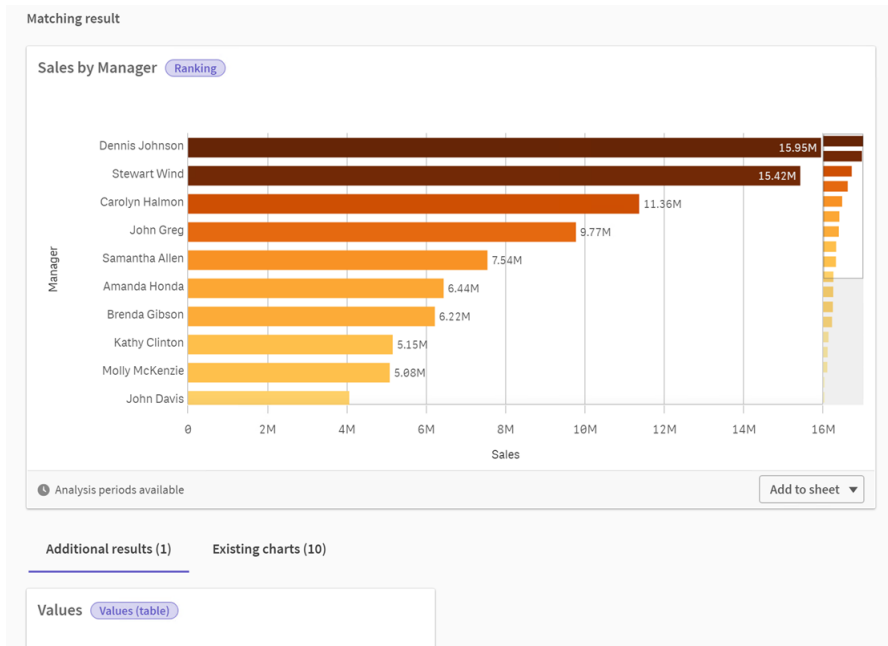 Matching result
Sales by Manager Ranking
Dennis Johnson 15.95M
Stewart Wind 15.42M
Carolyn Halmon 11.36M
John Greg 9.77M
Samantha Allen 7.54M
Amanda Honda 6.44M
Brenda Gibson 6.22M
Kathy Clinton 5.15M
Molly McKenzie 5.08M
John Davis
Manager
0 2M 4M 6M 8M 10M 12M 14M 16M
Sales
Analysis periods available Add to sheet
Additional results (1) Existing charts (10)
Values Values (table)